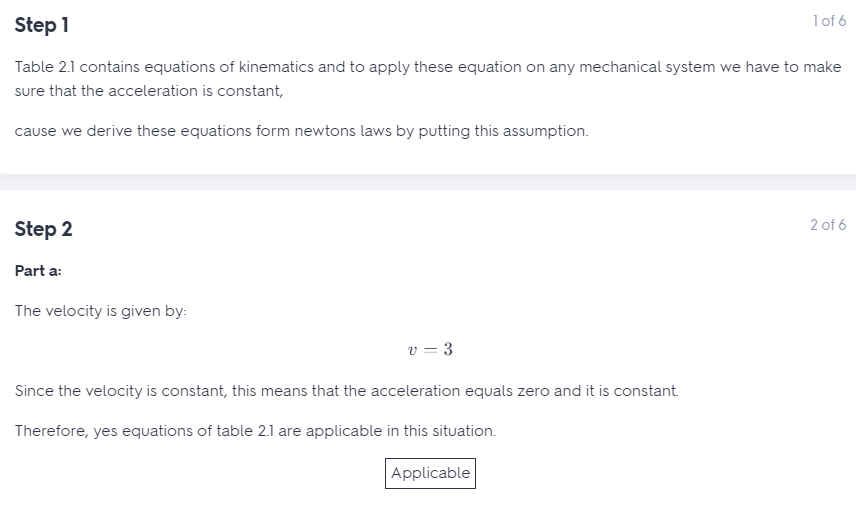 Step 1
1 of 6
Table 2.1 contains equations of kinematics and to apply these equation on any mechanical system we have to make
sure that the acceleration is constant,
cause we derive these equations form newtons laws by putting this assumption.
Step 2
2 of 6
Part a:
The velocity is given by:
v = 3
Since the velocity is constant, this means that the acceleration equals zero and it is constant.
Therefore, yes equations of table 2.1 are applicable in this situation.
Applicable